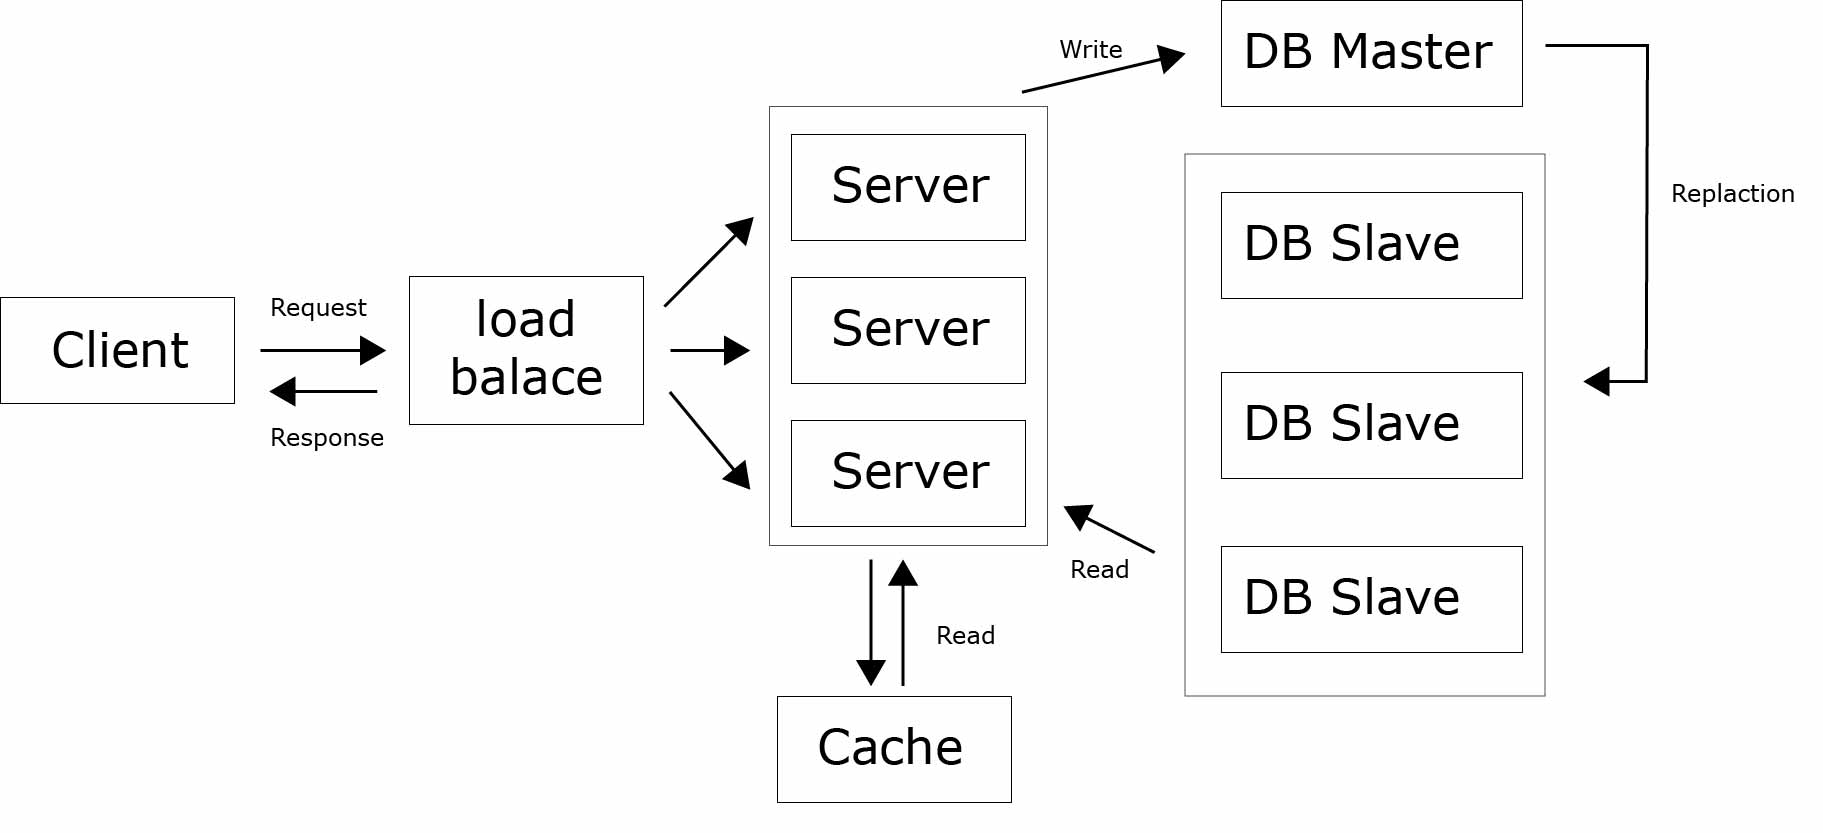 Client
Request
Response
load
balace
Server
Server
Server
Write
DB Master
Replaction
DB Slave
DB Slave
DB Slave
Read
Read
Cache